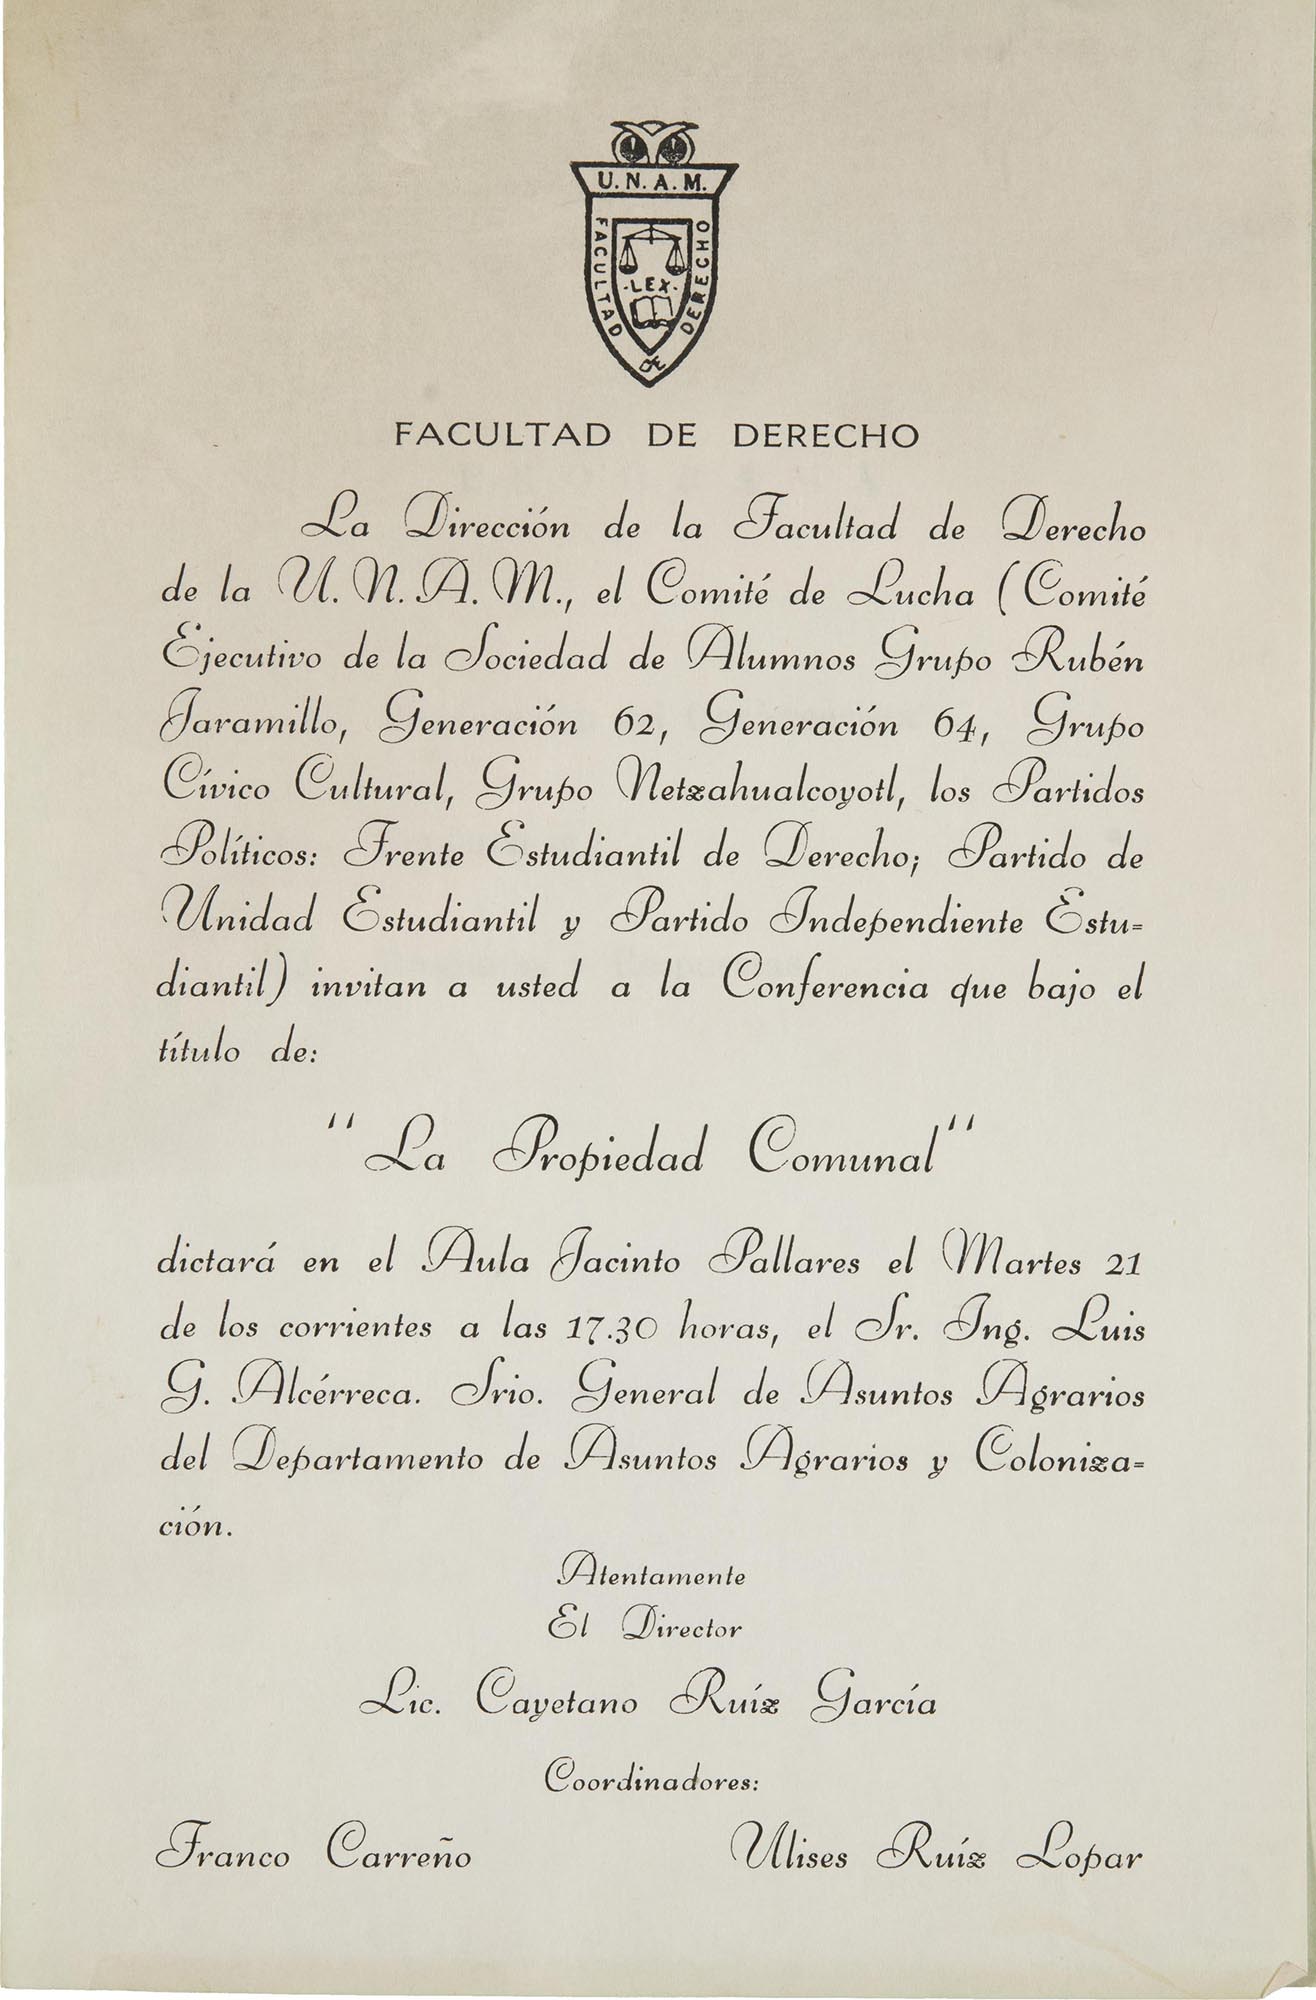 U. N. A. M.
FACULTAD DE DERECHO
·LEX·
FACULTAD DE DERECHO
La Dirección de la Facultad de Derecho
de la U. N. A. M., el Comité de Lucha (Comité
Ejecutivo de la Sociedad de Alumnos Grupo Rubén
Jaramillo, Generación 62, Generación 64, Grupo
Cívico Cultural, Grupo Netzahualcoyotl, los Partidos
Políticos: Frente Estudiantil de Derecho; Partido de
Unidad Estudiantil y Partido Independiente Estu=
diantil) invitan a usted a la Conferencia que bajo el
título de:
"La Propiedad Comunal"
dictará en el Aula Jacinto Pallares el Martes 21
de los corrientes a las 17.30 horas, el Sr. Ing. Luis
G. Alcérreca. Srio. General de Asuntos Agrarios
del Departamento de Asuntos Agrarios y Coloniza=
ción.
Atentamente
El Director
Lic. Cayetano Ruíz García
Coordinadores:
Franco Carreño Ulises Ruíz Lopar